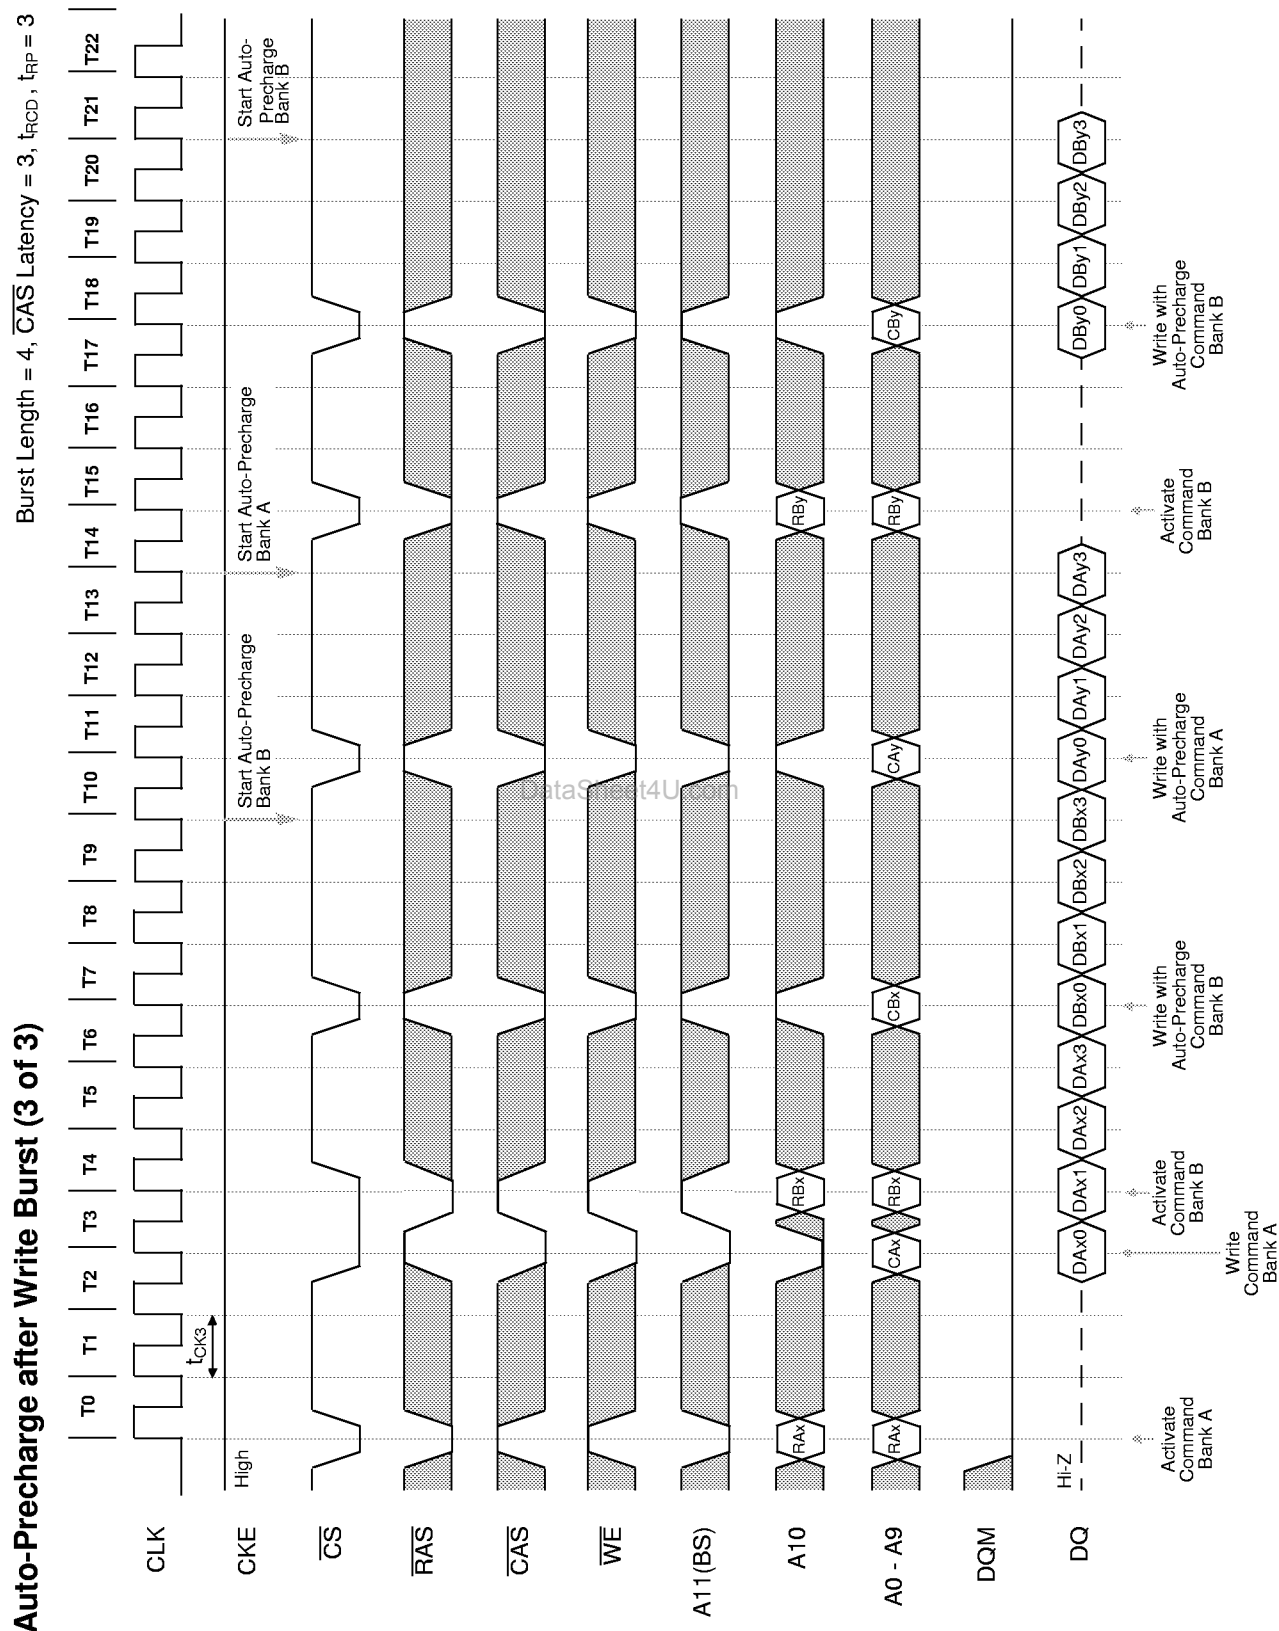 Auto-Precharge after Write Burst (3 of 3)
Burst Length = 4, CAS Latency = 3, tRCD, tRP = 3
T0 T1 T2 T3 T4 T5 T6 T7 T8 T9 T10 T11 T12 T13 T14 T15 T16 T17 T18 T19 T20 T21 T22
CLK
tCK3
CKE
High
Start Auto-Precharge
Bank B
Start Auto-Precharge
Bank A
Start Auto-
Precharge
Bank B
CS
RAS
CAS
WE
A11(BS)
DataSheet4U.com
A10
RAx RBx RBy
A0 - A9
RAx CAx RBx CBx CAy RBy CBy
DQM
DQ
Hi-Z
DAx0 DAx1 DAx2 DAx3 DBx0 DBx1 DBx2 DBx3 DAy0 DAy1 DAy2 DAy3 DBy0 DBy1 DBy2 DBy3
Activate
Command
Bank A
Write
Command
Bank A
Activate
Command
Bank B
Write with
Auto-Precharge
Command
Bank B
Write with
Auto-Precharge
Command
Bank A
Activate
Command
Bank B
Write with
Auto-Precharge
Command
Bank B